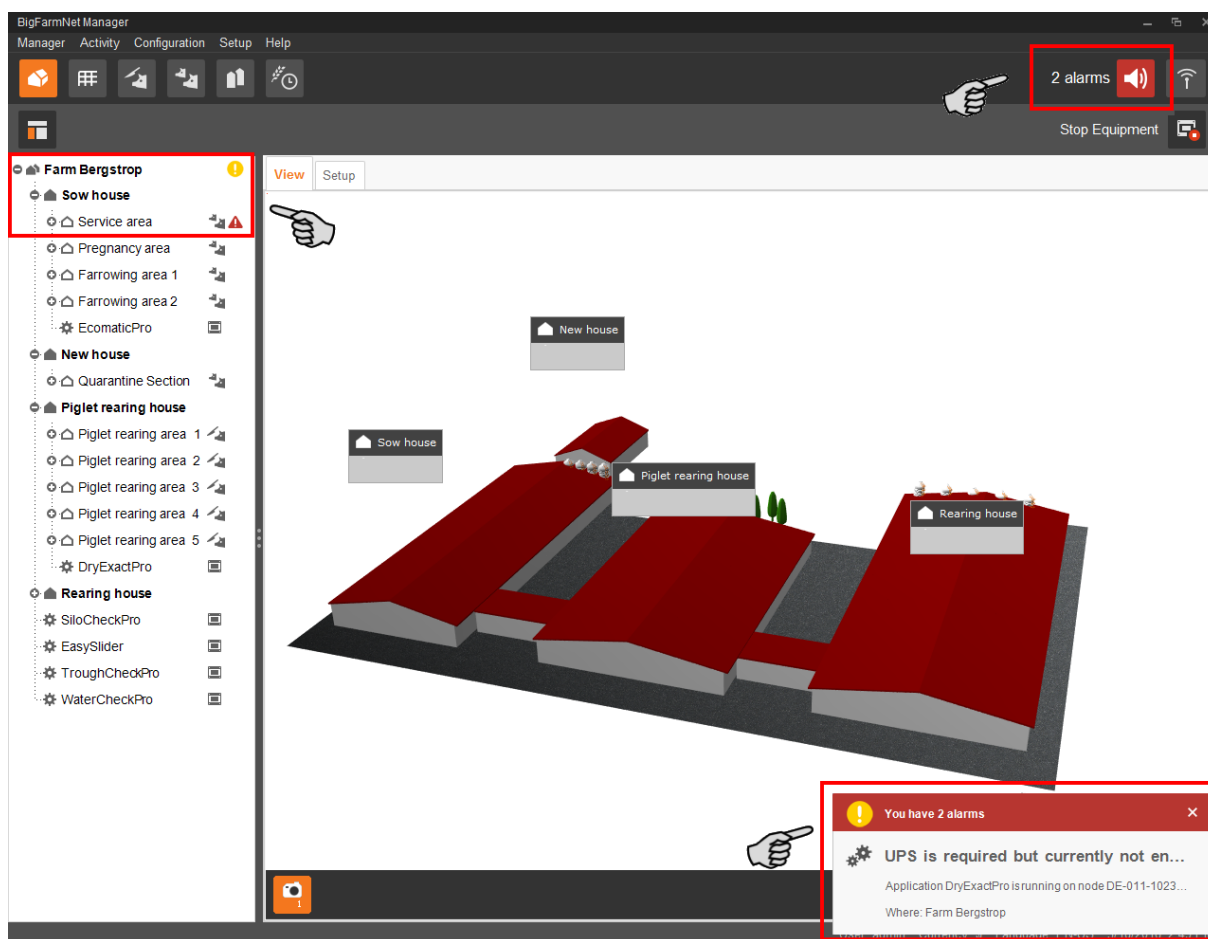 BigFarmNet Manager
Manager Activity Configuration Setup Help
2 alarms
Stop Equipment
Farm Bergstrop
Sow house
Service area
Pregnancy area
Farrowing area 1
Farrowing area 2
EcomaticPro
New house
Quarantine Section
Piglet rearing house
Piglet rearing area 1
Piglet rearing area 2
Piglet rearing area 3
Piglet rearing area 4
Piglet rearing area 5
DryExactPro
Rearing house
SiloCheckPro
EasySlider
TroughCheckPro
WaterCheckPro
View Setup
New house
Sow house
Piglet rearing house
Rearing house
1
You have 2 alarms
UPS is required but currently not en...
Application DryExactPro is running on node DE-011-1023...
Where: Farm Bergstrop